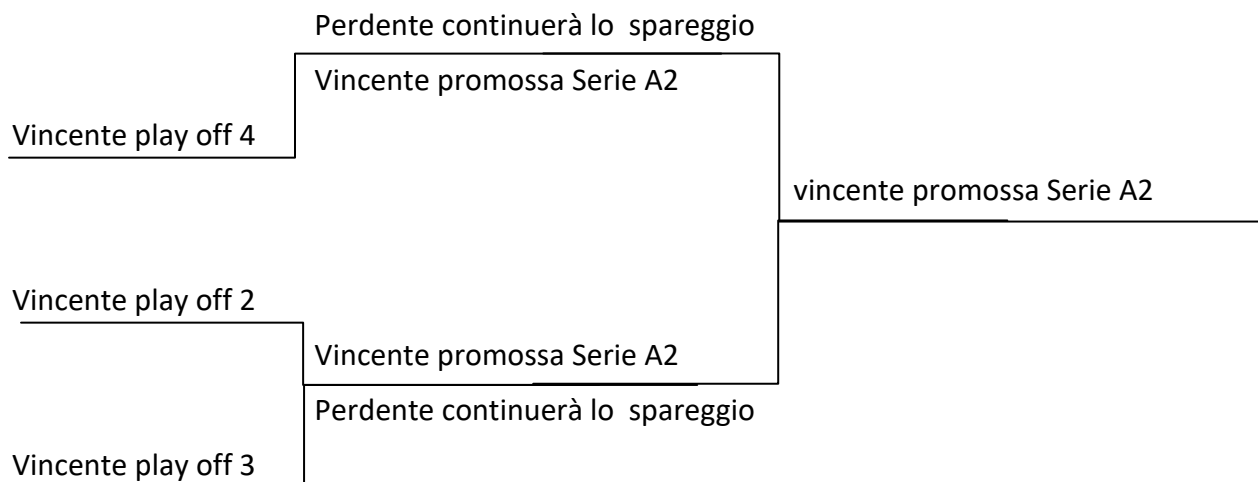 Perdente continuerà lo  spareggio
Vincente promossa Serie A2
Vincente play off 4
vincente promossa Serie A2
Vincente play off 2
Vincente promossa Serie A2
Perdente continuerà lo  spareggio
Vincente play off 3